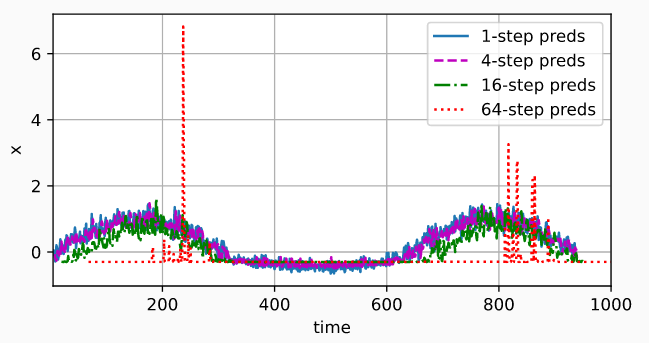 x
6
4
2
0
1-step preds
4-step preds
16-step preds
64-step preds
200
400
600
800
1000
time